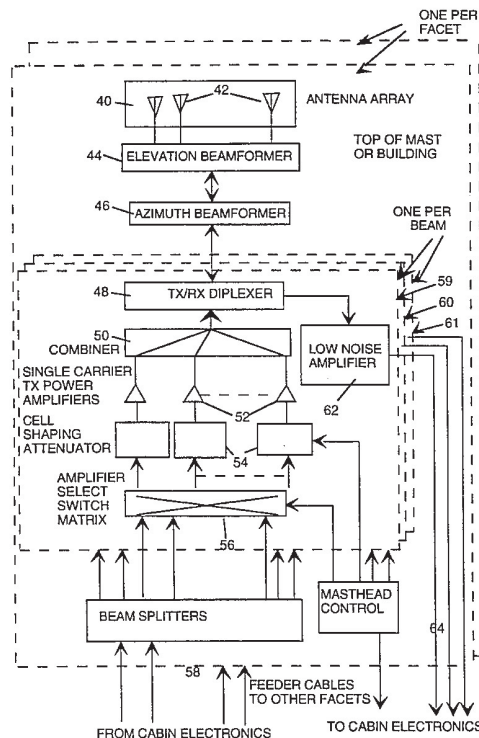 ONE PER
FACET
40
42
ANTENNA ARRAY
44
ELEVATION BEAMFORMER
TOP OF MAST
OR BUILDING
46
AZIMUTH BEAMFORMER
ONE PER
BEAM
48
TX/RX DIPLEXER
59
60
61
50
COMBINER
LOW NOISE
AMPLIFIER
62
SINGLE CARRIER
TX POWER
AMPLIFIERS
52
CELL
SHAPING
ATTENUATOR
54
AMPLIFIER
SELECT
SWITCH
MATRIX
56
BEAM SPLITTERS
MASTHEAD
CONTROL
64
58
FEEDER CABLES
TO OTHER FACETS
FROM CABIN ELECTRONICS
TO CABIN ELECTRONICS